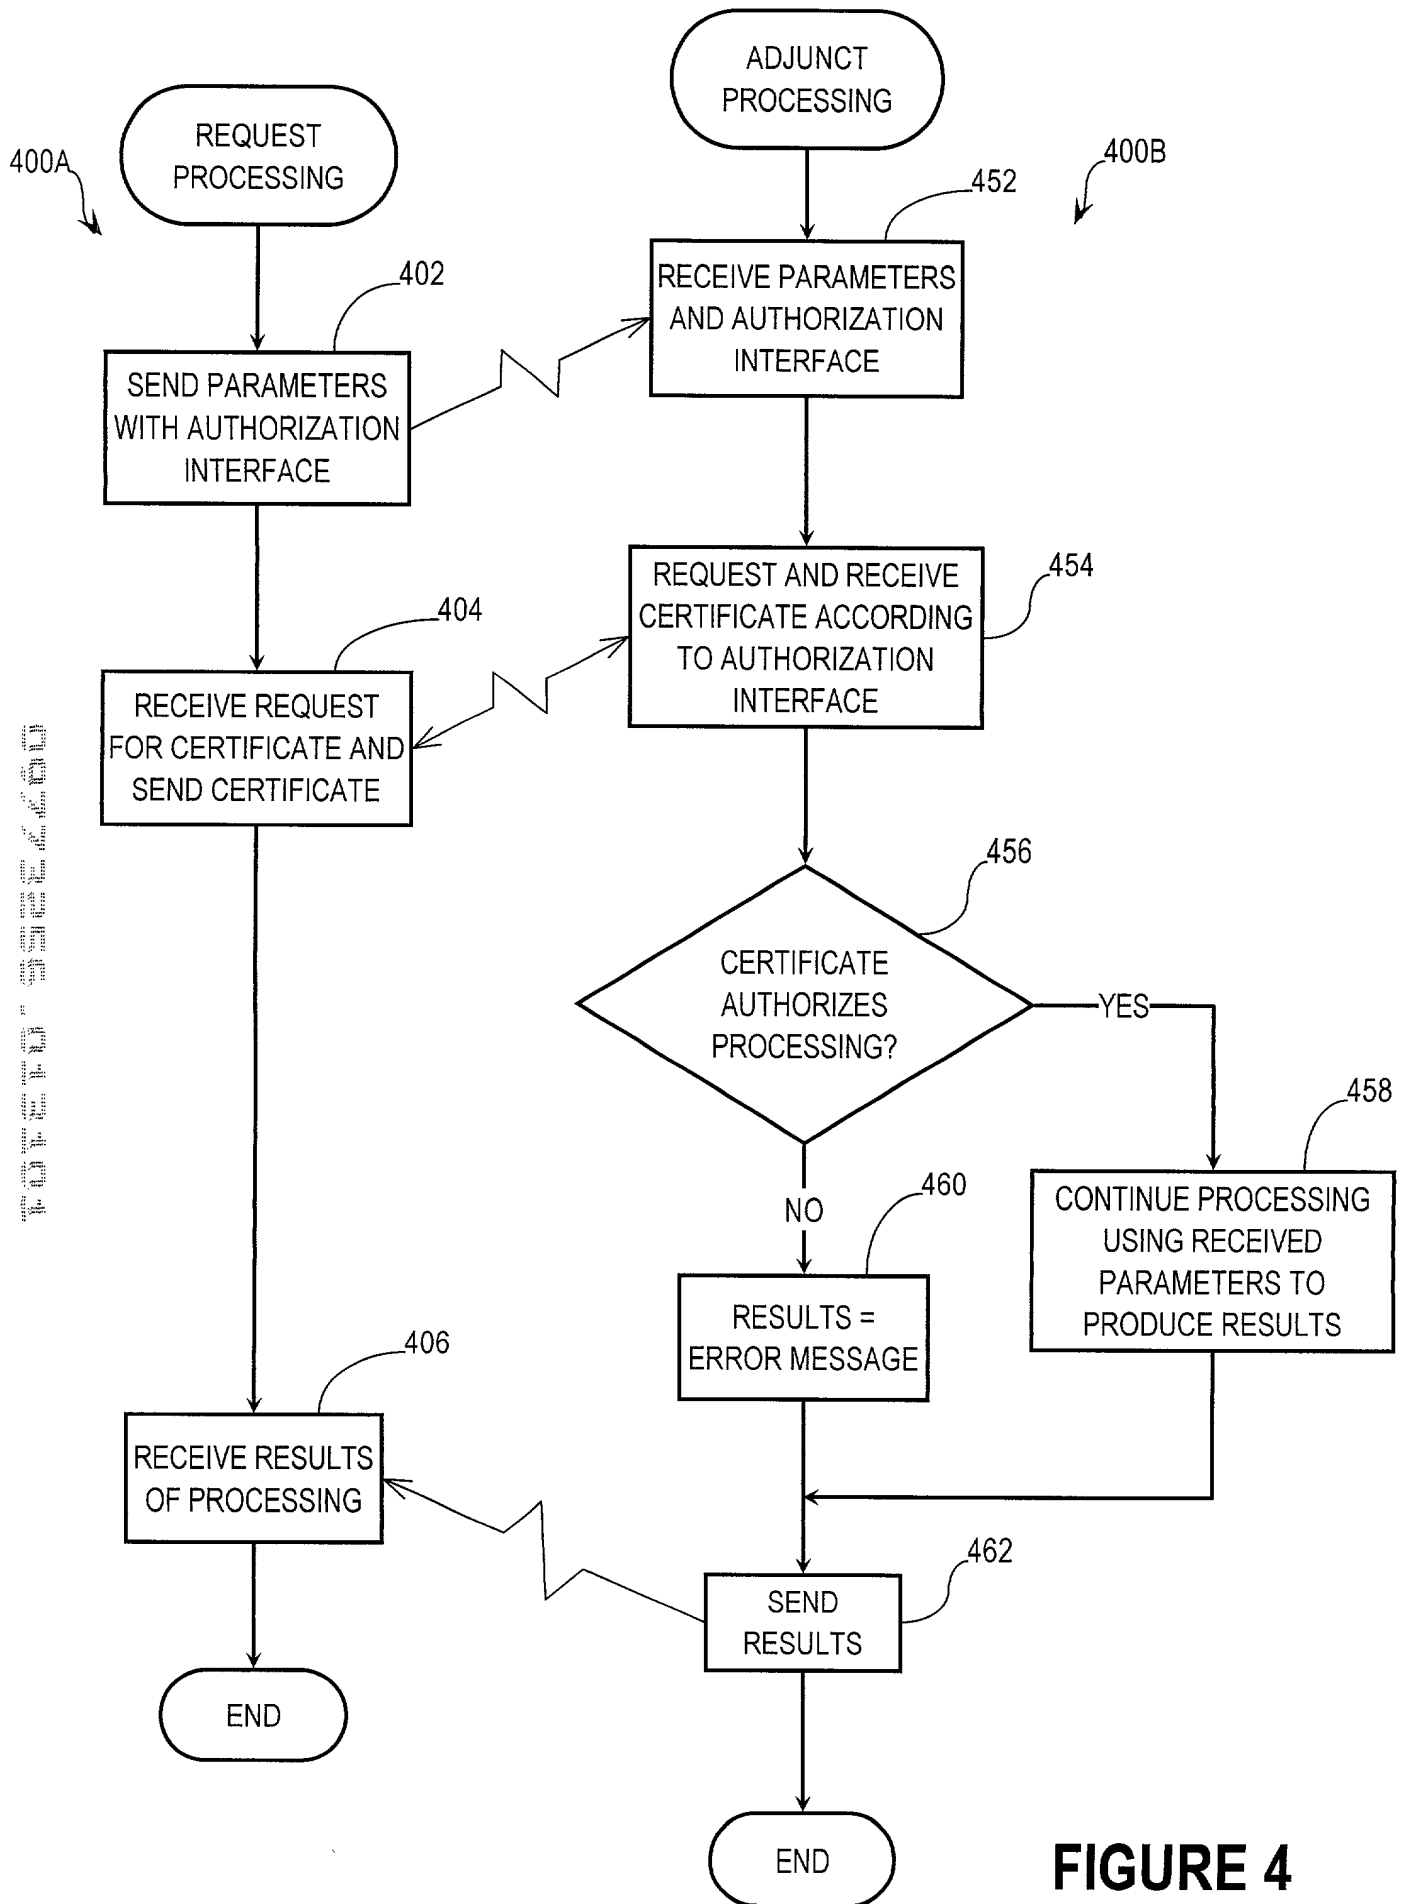 ADJUNCT
PROCESSING
REQUEST
PROCESSING
400A
400B
452
RECEIVE PARAMETERS
AND AUTHORIZATION
INTERFACE
402
SEND PARAMETERS
WITH AUTHORIZATION
INTERFACE
454
REQUEST AND RECEIVE
CERTIFICATE ACCORDING
TO AUTHORIZATION
INTERFACE
404
RECEIVE REQUEST
FOR CERTIFICATE AND
SEND CERTIFICATE
456
CERTIFICATE
AUTHORIZES
PROCESSING?
YES
NO
458
CONTINUE PROCESSING
USING RECEIVED
PARAMETERS TO
PRODUCE RESULTS
460
RESULTS =
ERROR MESSAGE
406
RECEIVE RESULTS
OF PROCESSING
462
SEND
RESULTS
END
END
FIGURE 4